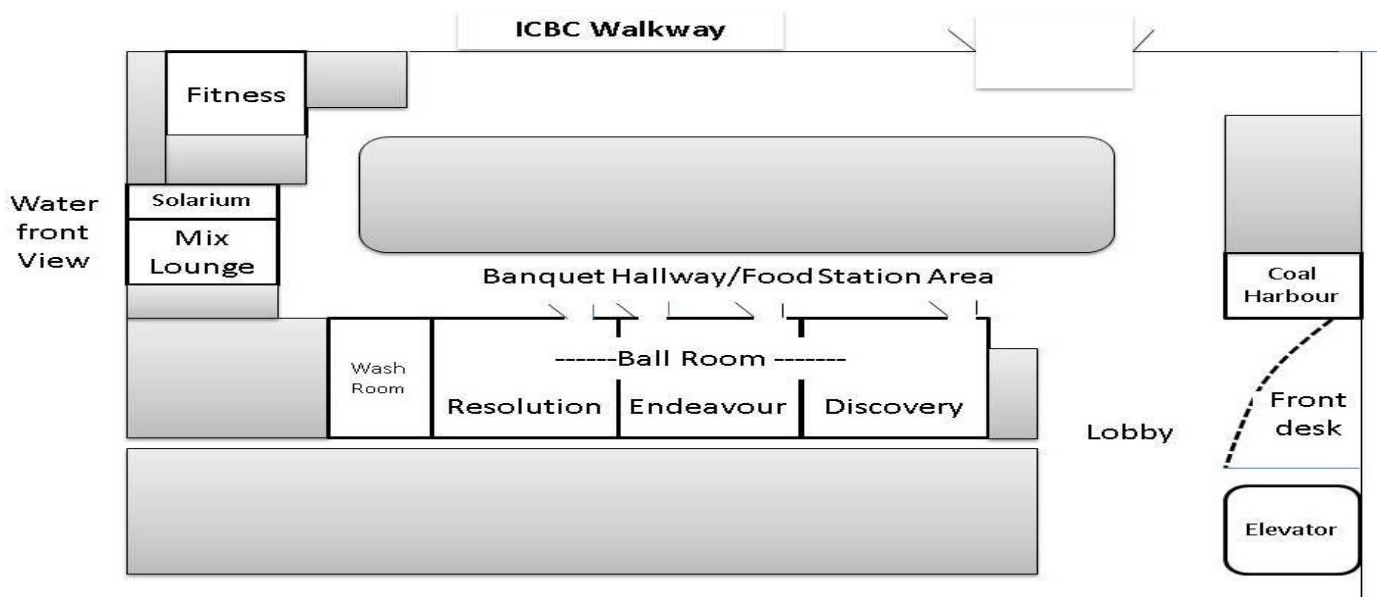 ICBC Walkway
Fitness
Solarium
Water
front
View
Mix
Lounge
Banquet Hallway/Food Station Area
Coal
Harbour
Wash
Room
------Ball Room -------
Resolution
Endeavour
Discovery
Lobby
Front
desk
Elevator